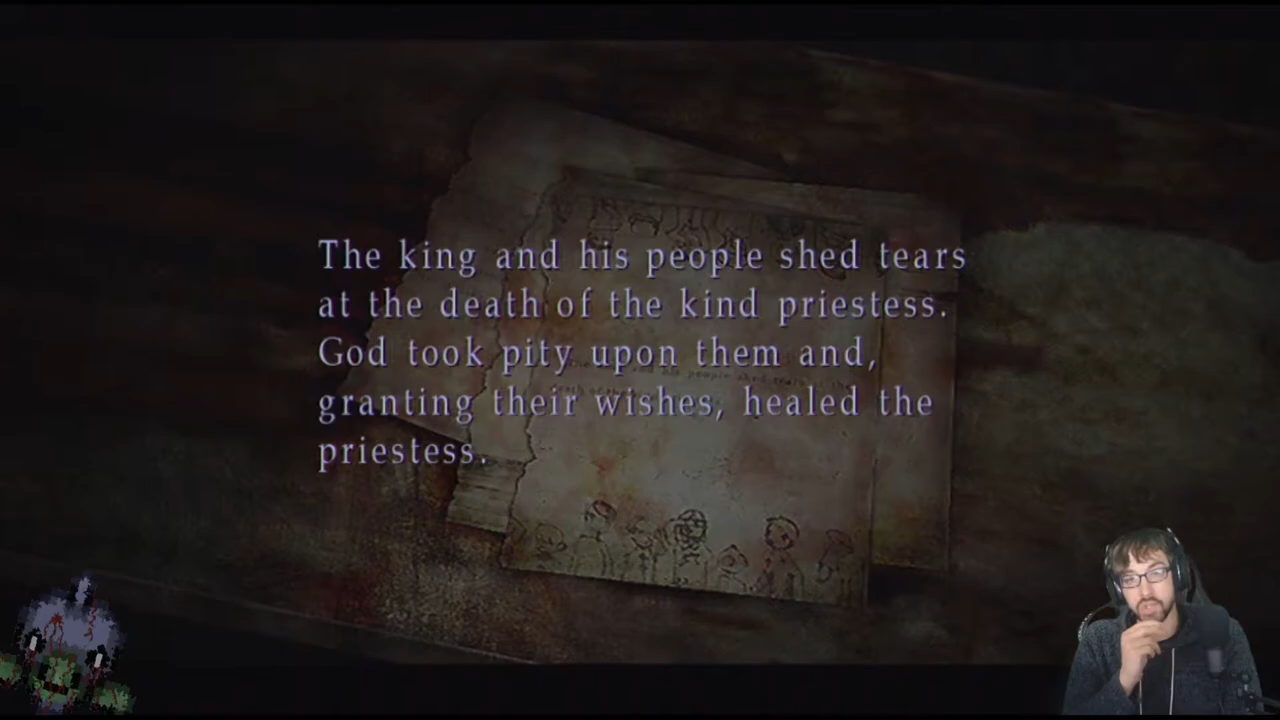 The king and his people shed tears
at the death of the kind priestess.
God took pity upon them and,
granting their wishes, healed the
priestess.